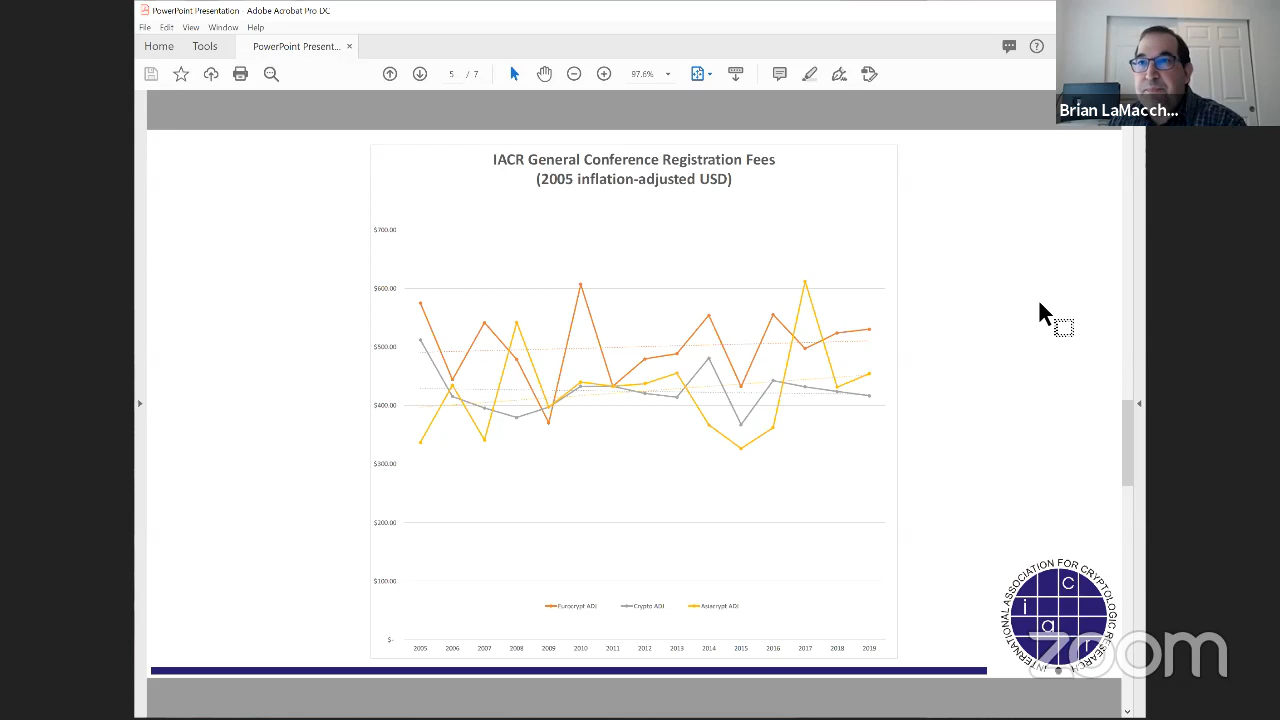 PowerPoint Presentation - Adobe Acrobat Pro DC
File Edit View Window Help
Home Tools PowerPoint Present... ×
5 / 7 97.6%
Brian LaMacch...
IACR General Conference Registration Fees
(2005 inflation-adjusted USD)
$700.00
$600.00
$500.00
$400.00
$300.00
$200.00
$100.00
$-
Eurocrypt ADJ Crypto ADJ Asiacrypt ADJ
2005 2006 2007 2008 2009 2010 2011 2012 2013 2014 2015 2016 2017 2018 2019
INTERNATIONAL ASSOCIATION FOR CRYPTOLOGIC RESEARCH
i a c r
zoom